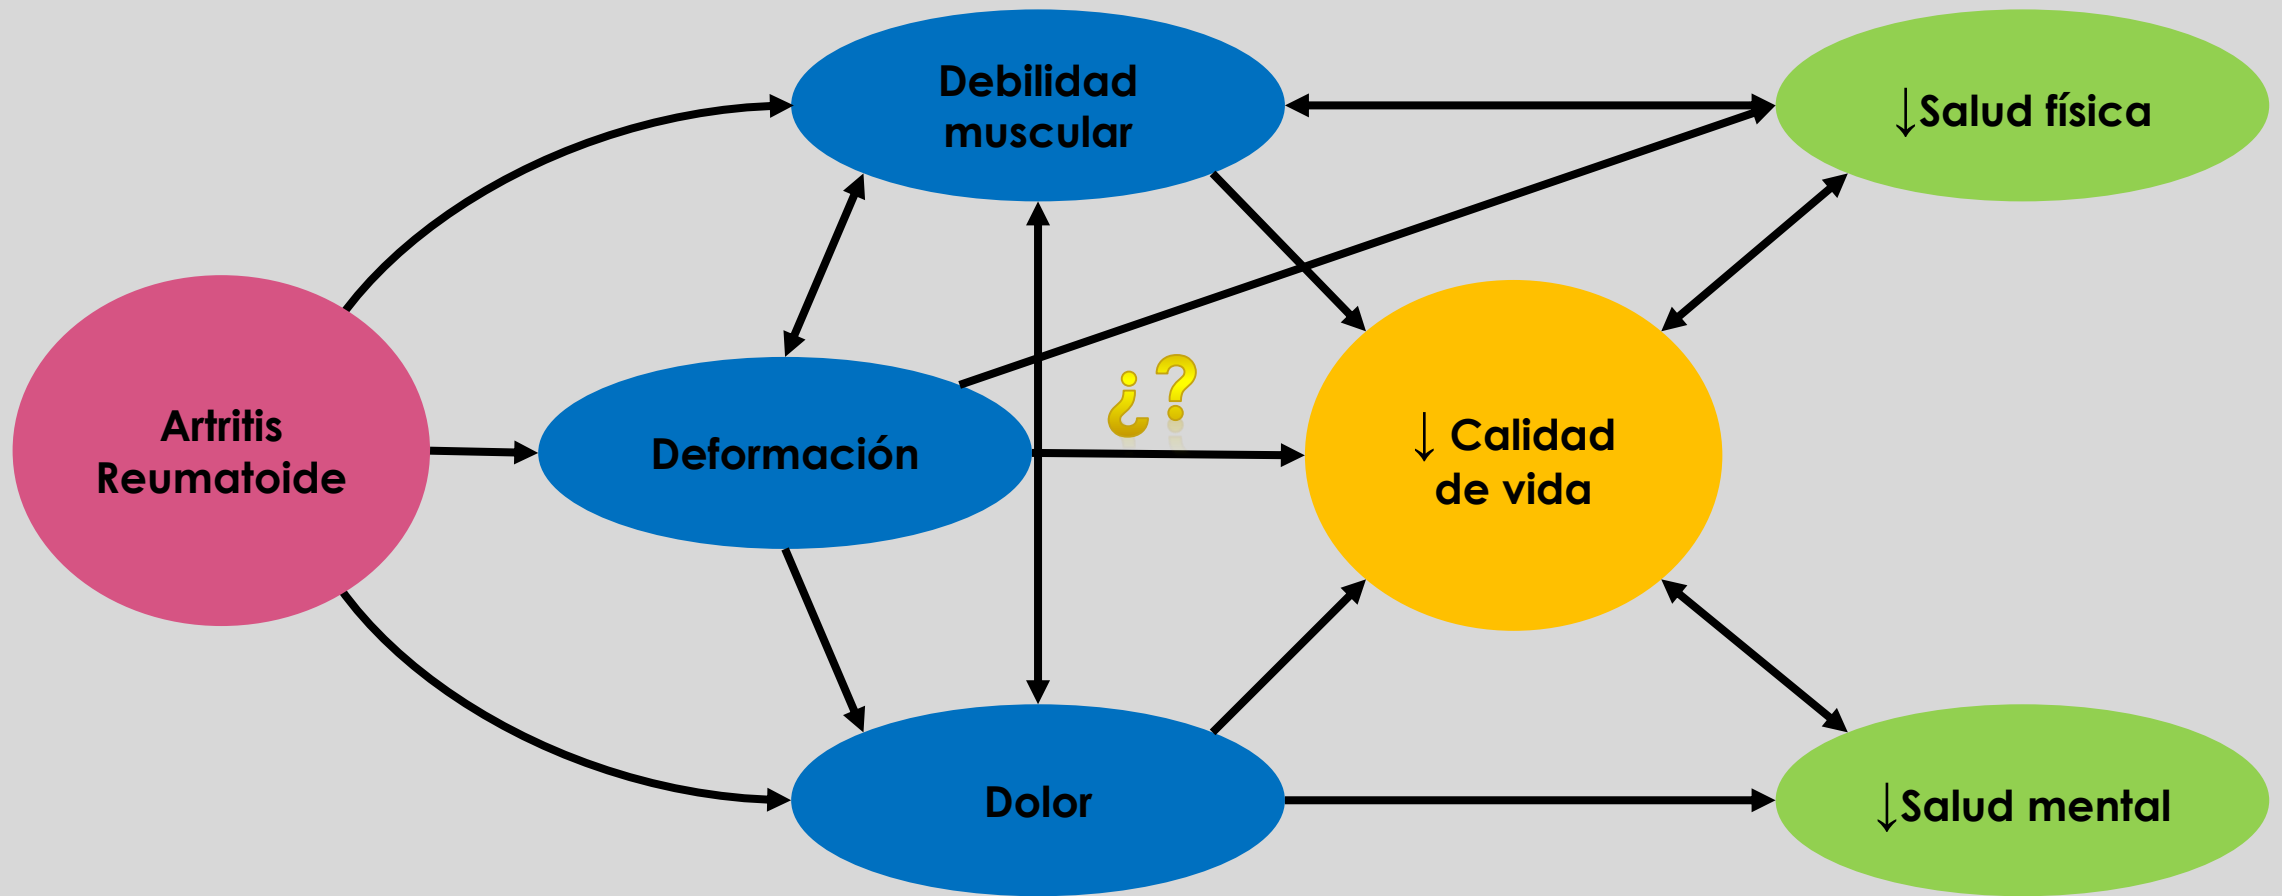 Debilidad
muscular
↓Salud física
Artritis
Reumatoide
Deformación
¿?
↓ Calidad
de vida
Dolor
↓Salud mental